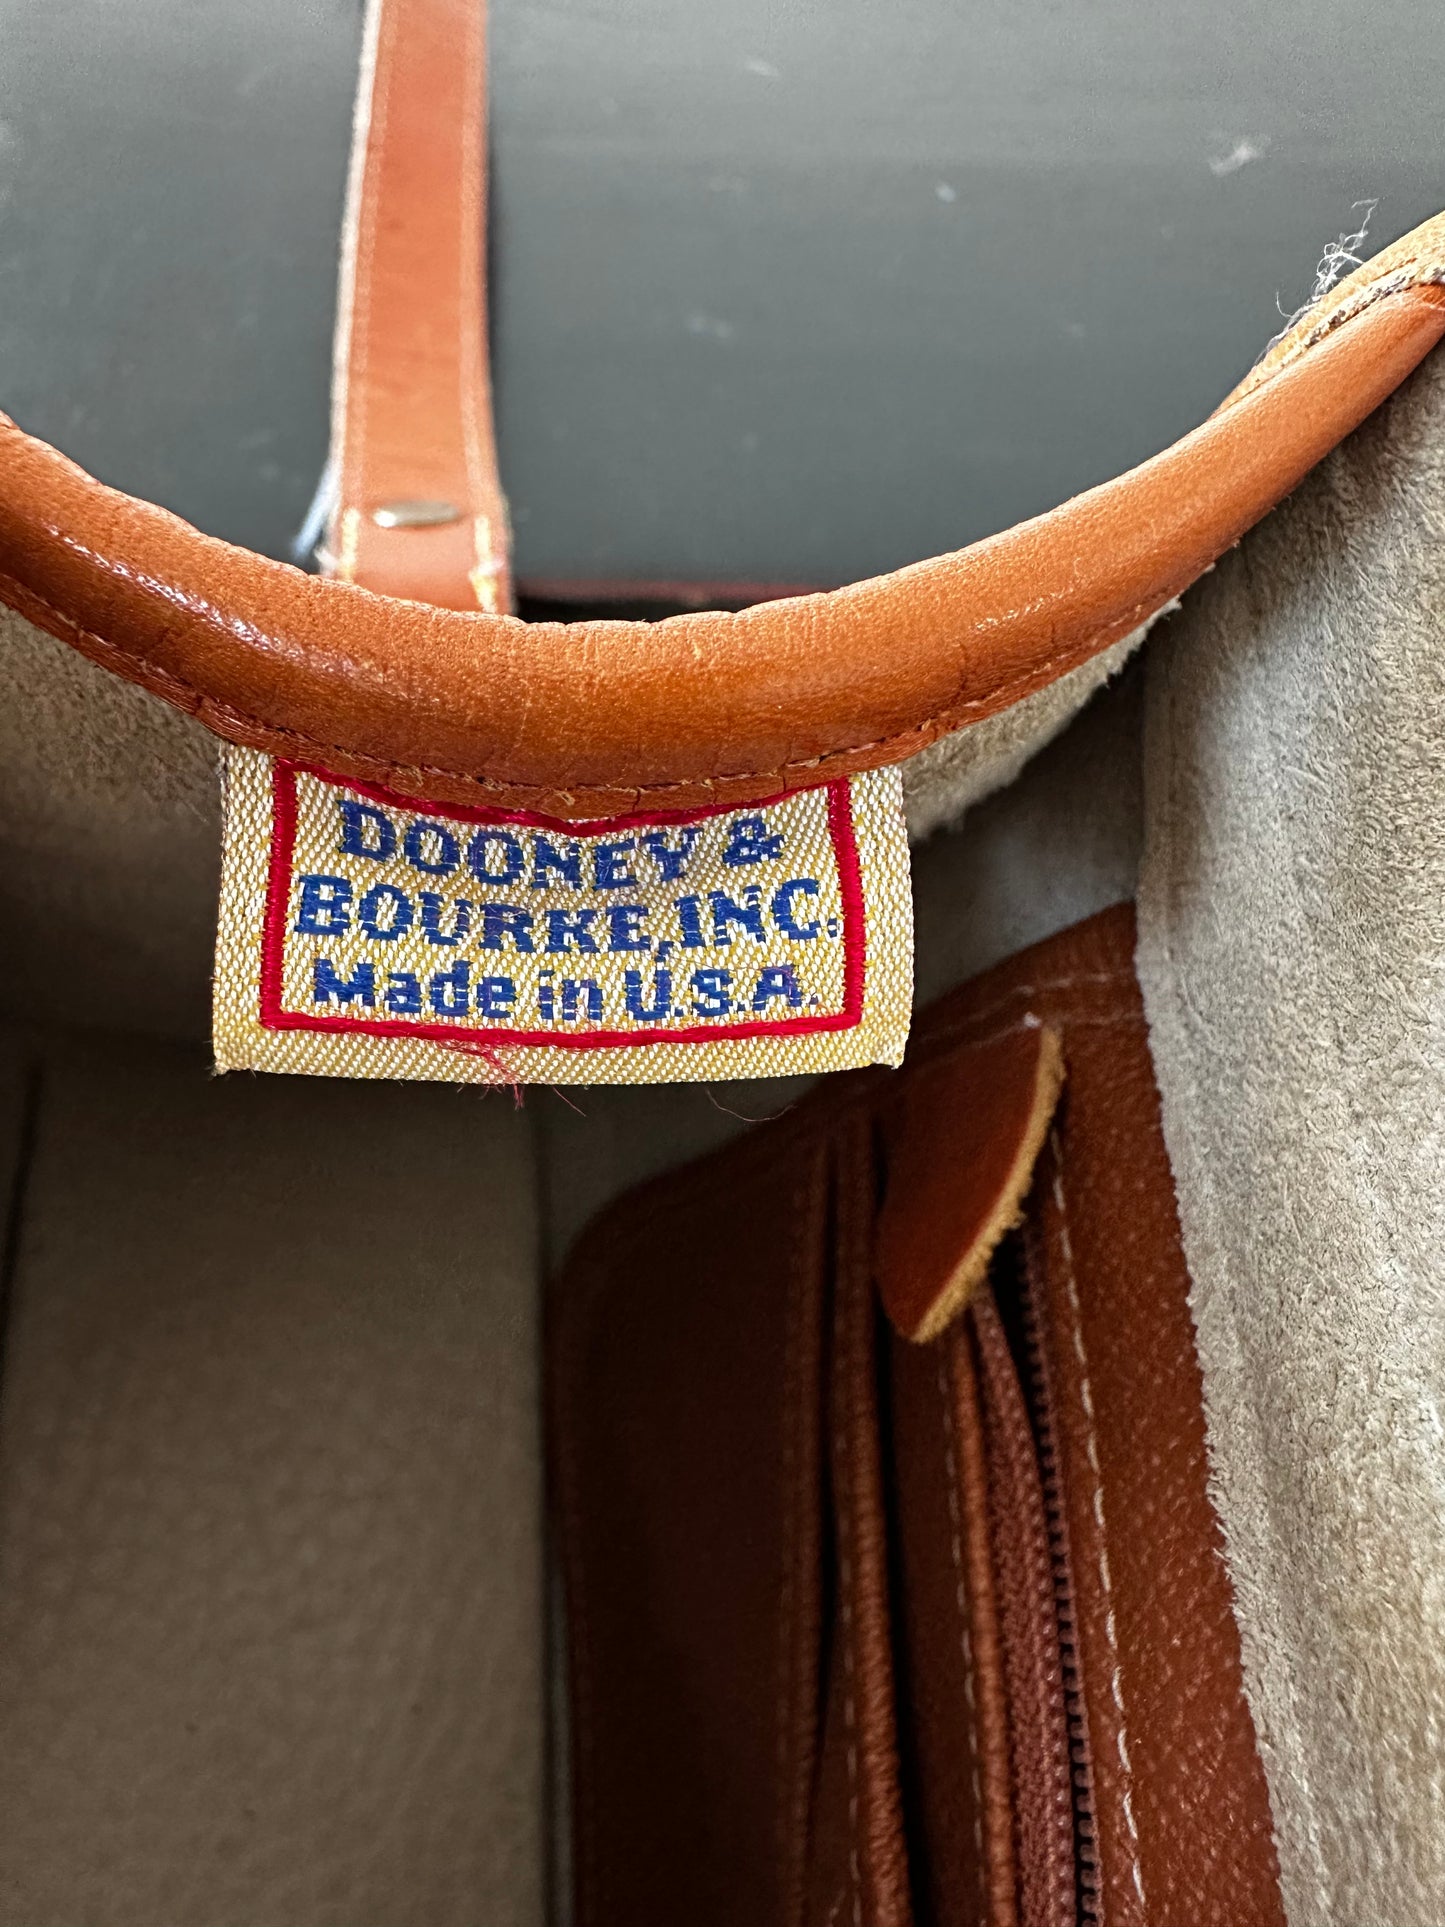 DOONEY &
BOURKE, INC.
Made in U.S.A.